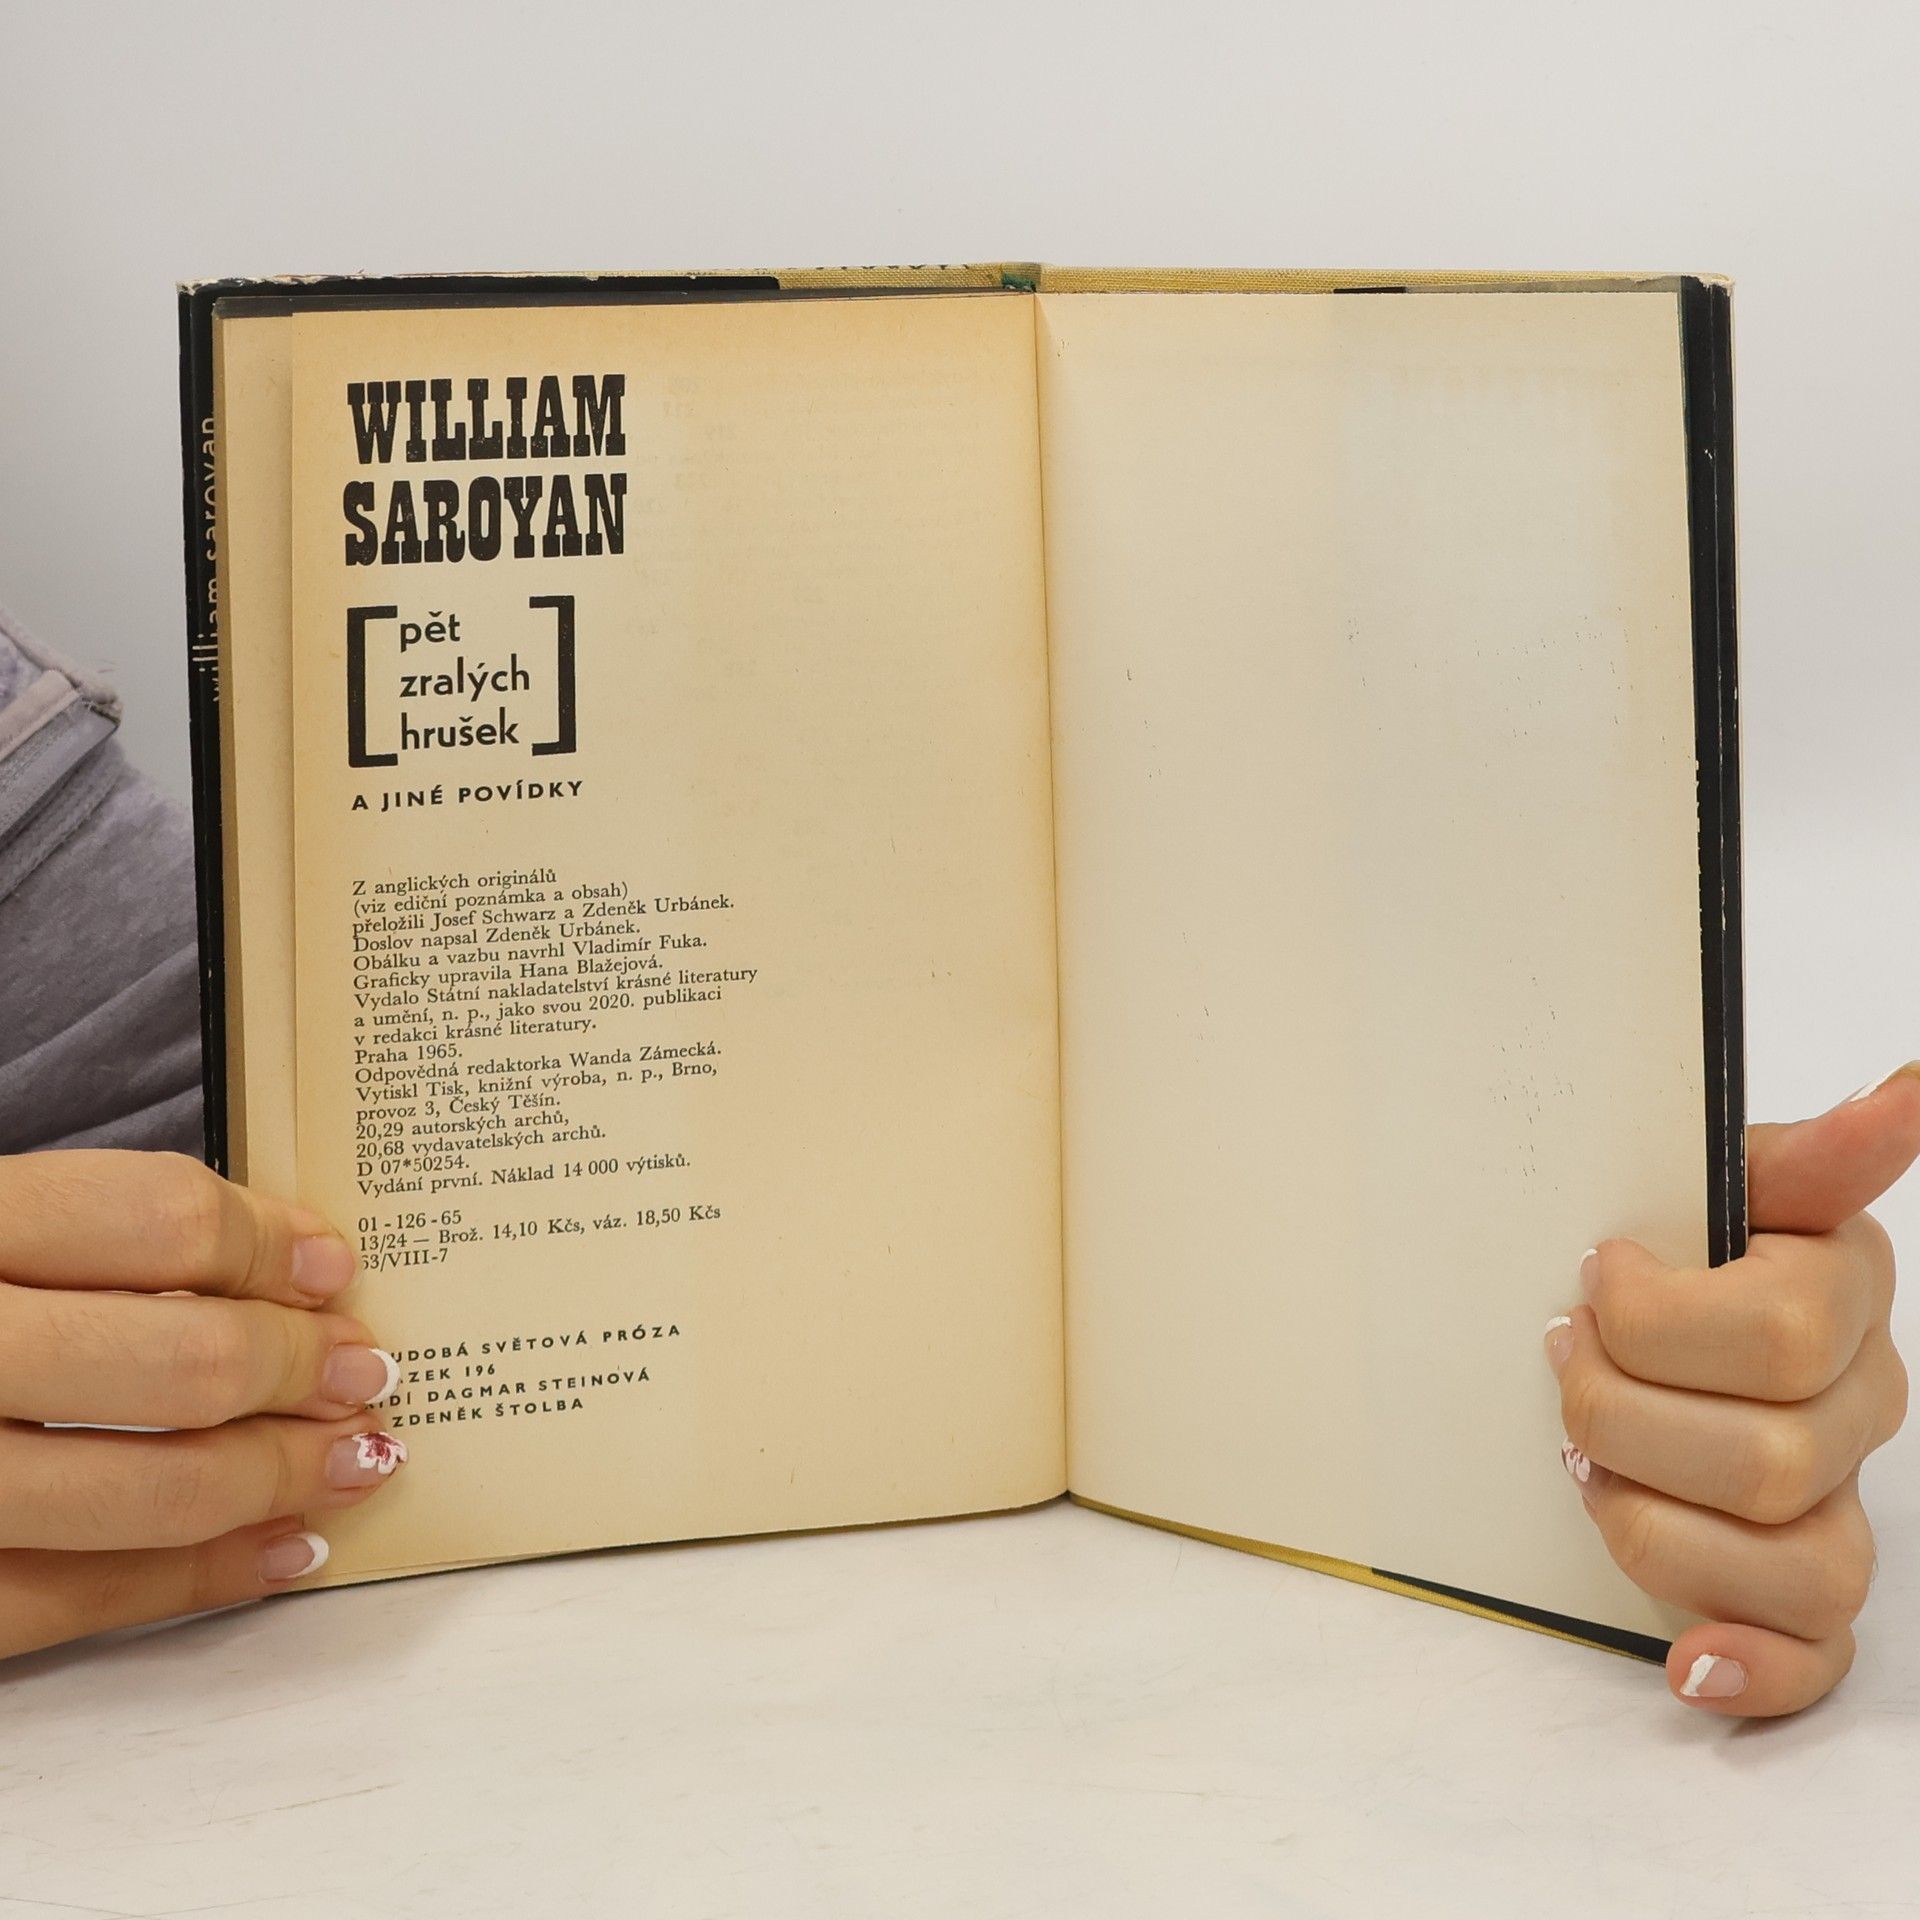 WILLIAM
SAROYAN
[pět
zralých
hrušek]
A JINÉ POVÍDKY
Z anglických originálů
(viz ediční poznámka a obsah)
přeložili Josef Schwarz a Zdeněk Urbánek.
Doslov napsal Zdeněk Urbánek.
Obálku a vazbu navrhl Vladimír Fuka.
Graficky upravila Hana Blažejová.
Vydalo Státní nakladatelství krásné literatury
a umění, n. p., jako svou 2020. publikaci
v redakci krásné literatury.
Praha 1965.
Odpovědná redaktorka Wanda Zámecká.
Vytiskl Tisk, knižní výroba, n. p., Brno,
provoz 3, Český Těšín.
20,29 autorských archů,
20,68 vydavatelských archů.
D 07*50254.
Vydání první. Náklad 14 000 výtisků.
01 - 126 - 65
13/24 — Brož. 14,10 Kčs, váz. 18,50 Kčs
63/VIII-7
SVĚTOVÁ PRÓZA
196
DAGMAR STEINOVÁ
ZDENĚK ŠTOLBA
william saroyan